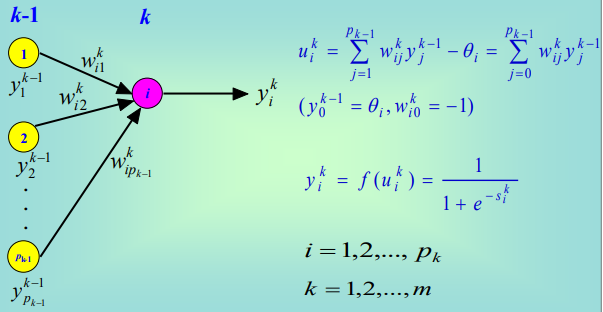 k-1 k
1
w_{i1}^{k}
y_1^{k-1}
i
y_i^k
w_{i2}^{k}
2
y_2^{k-1}
w_{ip_{k-1}}^{k}
.
.
.
p_{k-1}
y_{p_{k-1}}^{k-1}
u_i^k = \sum_{j=1}^{p_{k-1}} w_{ij}^k y_j^{k-1} - θ_i = \sum_{j=0}^{p_{k-1}} w_{ij}^k y_j^{k-1}
(y_0^{k-1} = θ_i, w_{i0}^k = -1)
y_i^k = f(u_i^k) = \frac{1}{1 + e^{-s_i^k}}
i = 1,2,..., p_k
k = 1,2,..., m